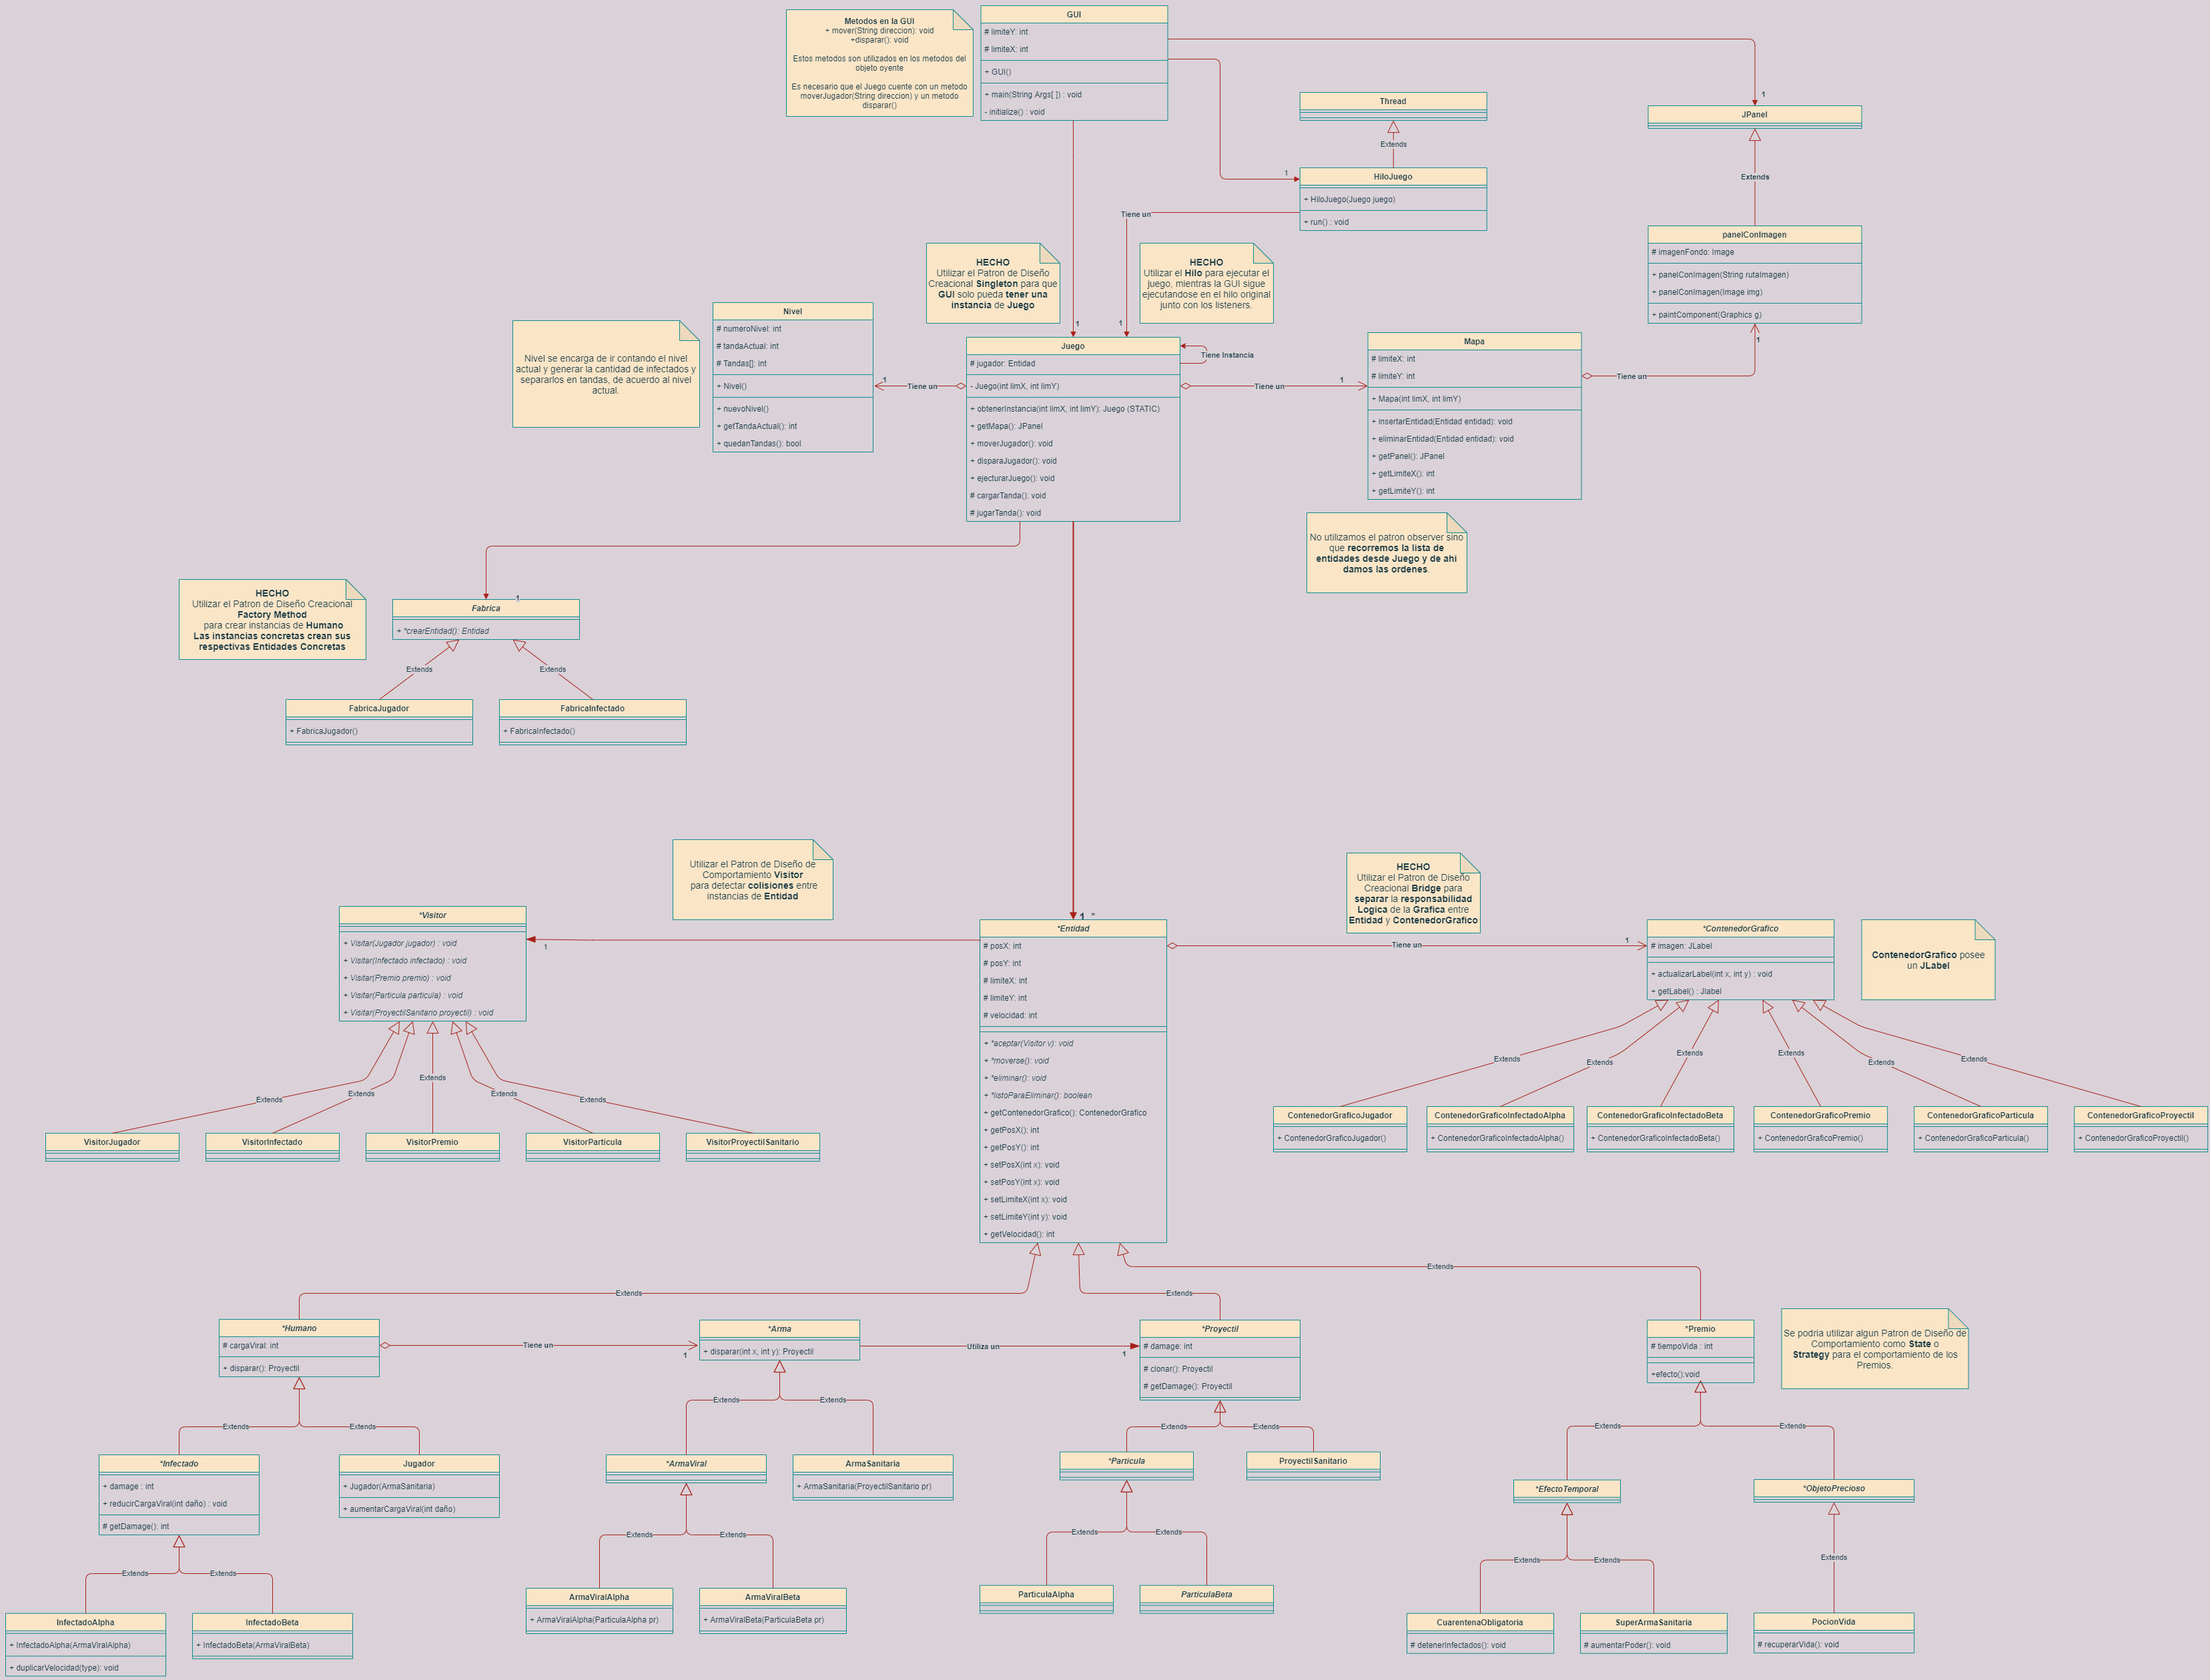 Metodos en la GUI
+ mover(String direccion): void
+disparar(): void
Estos metodos son utilizados en los metodos del
objeto oyente
Es necesario que el Juego cuente con un metodo
moverJugador(String direccion) y un metodo
disparar()
GUI
# limiteY: int
# limiteX: int
+ GUI()
+ main(String Args[ ]) : void
- initialize() : void
1
Thread
Extends
1
HiloJuego
+ HiloJuego(Juego juego)
+ run() : void
Tiene un
JPanel
Extends
panelConImagen
# imagenFondo: Image
+ panelConImagen(String rutaImagen)
+ panelConImagen(Image img)
+ paintComponent(Graphics g)
1
HECHO
Utilizar el Patron de Diseño
Creacional Singleton para que
GUI solo pueda tener una
instancia de Juego
HECHO
Utilizar el Hilo para ejecutar el
juego, mientras la GUI sigue
ejecutandose en el hilo original
junto con los listeners.
1
1
Nivel se encarga de ir contando el nivel
actual y generar la cantidad de infectados y
separarlos en tandas, de acuerdo al nivel
actual.
Nivel
# numeroNivel: int
# tandaActual: int
# Tandas[]: int
+ Nivel()
+ nuevoNivel()
+ getTandaActual(): int
+ quedanTandas(): bool
1
Tiene un
Juego
# jugador: Entidad
- Juego(int limX, int limY)
+ obtenerInstancia(int limX, int limY): Juego (STATIC)
+ getMapa(): JPanel
+ moverJugador(): void
+ disparaJugador(): void
+ ejecturarJuego(): void
# cargarTanda(): void
# jugarTanda(): void
Tiene Instancia
Tiene un
1
Mapa
# limiteX: int
# limiteY: int
+ Mapa(int limX, int limY)
+ insertarEntidad(Entidad entidad): void
+ eliminarEntidad(Entidad entidad): void
+ getPanel(): JPanel
+ getLimiteX(): int
+ getLimiteY(): int
Tiene un
No utilizamos el patron observer sino
que recorremos la lista de
entidades desde Juego y de ahi
damos las ordenes.
HECHO
Utilizar el Patron de Diseño Creacional
Factory Method
para crear instancias de Humano
Las instancias concretas crean sus
respectivas Entidades Concretas
1
Fabrica
+ *crearEntidad(): Entidad
Extends
Extends
FabricaJugador
+ FabricaJugador()
FabricaInfectado
+ FabricaInfectado()
Utilizar el Patron de Diseño de
Comportamiento Visitor
para detectar colisiones entre
instancias de Entidad
HECHO
Utilizar el Patron de Diseño
Creacional Bridge para
separar la responsabilidad
Logica de la Grafica entre
Entidad y ContenedorGrafico
*Visitor
+ Visitar(Jugador jugador) : void
+ Visitar(Infectado infectado) : void
+ Visitar(Premio premio) : void
+ Visitar(Particula particula) : void
+ Visitar(ProyectilSanitario proyectil) : void
1
1 *
*Entidad
# posX: int
# posY: int
# limiteX: int
# limiteY: int
# velocidad: int
+ *aceptar(Visitor v): void
+ *moverse(): void
+ *eliminar(): void
+ *listoParaEliminar(): boolean
+ getContenedorGrafico(): ContenedorGrafico
+ getPosX(): int
+ getPosY(): int
+ setPosX(int x): void
+ setPosY(int x): void
+ setLimiteX(int x): void
+ setLimiteY(int y): void
+ getVelocidad(): int
Tiene un
1
*ContenedorGrafico
# imagen: JLabel
+ actualizarLabel(int x, int y) : void
+ getLabel() : Jlabel
ContenedorGrafico posee
un JLabel
Extends
Extends
Extends
Extends
Extends
VisitorJugador
VisitorInfectado
VisitorPremio
VisitorParticula
VisitorProyectilSanitario
Extends
Extends
Extends
Extends
Extends
Extends
ContenedorGraficoJugador
+ ContenedorGraficoJugador()
ContenedorGraficoInfectadoAlpha
+ ContenedorGraficoInfectadoAlpha()
ContenedorGraficoInfectadoBeta
+ ContenedorGraficoInfectadoBeta()
ContenedorGraficoPremio
+ ContenedorGraficoPremio()
ContenedorGraficoParticula
+ ContenedorGraficoParticula()
ContenedorGraficoProyectil
+ ContenedorGraficoProyectil()
Extends
Extends
Extends
*Humano
# cargaViral: int
+ disparar(): Proyectil
Tiene un
1
*Arma
+ disparar(int x, int y): Proyectil
Utiliza un
1
*Proyectil
# damage: int
# clonar(): Proyectil
# getDamage(): Proyectil
*Premio
# tiempoVida : int
+efecto():void
Se podria utilizar algun Patron de Diseño de
Comportamiento como State o
Strategy para el comportamiento de los
Premios.
Extends
Extends
Extends
Extends
Extends
Extends
Extends
Extends
*Infectado
+ damage : int
+ reducirCargaViral(int daño) : void
# getDamage(): int
Jugador
+ Jugador(ArmaSanitaria)
+ aumentarCargaViral(int daño)
*ArmaViral
ArmaSanitaria
+ ArmaSanitaria(ProyectilSanitario pr)
*Particula
ProyectilSanitario
*EfectoTemporal
*ObjetoPrecioso
Extends
Extends
Extends
Extends
Extends
Extends
Extends
Extends
Extends
InfectadoAlpha
+ InfectadoAlpha(ArmaViralAlpha)
+ duplicarVelocidad(type): void
InfectadoBeta
+ InfectadoBeta(ArmaViralBeta)
ArmaViralAlpha
+ ArmaViralAlpha(ParticulaAlpha pr)
ArmaViralBeta
+ ArmaViralBeta(ParticulaBeta pr)
ParticulaAlpha
ParticulaBeta
CuarentenaObligatoria
# detenerInfectados(): void
SuperArmaSanitaria
# aumentarPoder(): void
PocionVida
# recuperarVida(): void